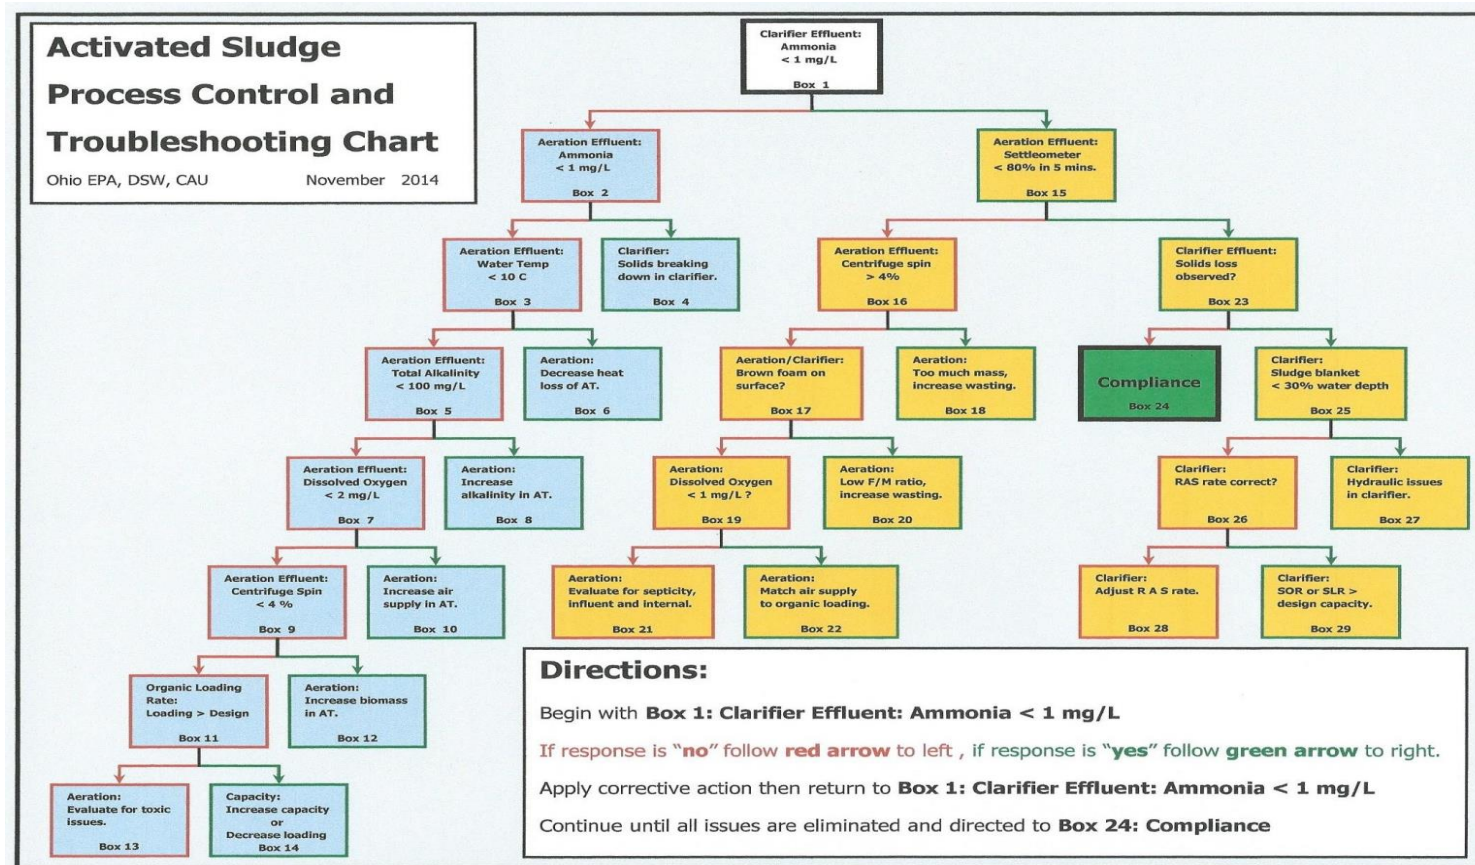 Activated Sludge
Process Control and
Troubleshooting Chart
Ohio EPA, DSW, CAU November 2014
Clarifier Effluent:
Ammonia
< 1 mg/L
Box 1
Aeration Effluent:
Ammonia
< 1 mg/L
Box 2
Aeration Effluent:
Settleometer
< 80% in 5 mins.
Box 15
Aeration Effluent:
Water Temp
< 10 C
Box 3
Clarifier:
Solids breaking
down in clarifier.
Box 4
Aeration Effluent:
Centrifuge spin
> 4%
Box 16
Clarifier Effluent:
Solids loss
observed?
Box 23
Aeration Effluent:
Total Alkalinity
< 100 mg/L
Box 5
Aeration:
Decrease heat
loss of AT.
Box 6
Aeration/Clarifier:
Brown foam on
surface?
Box 17
Aeration:
Too much mass,
increase wasting.
Box 18
Compliance
Box 24
Clarifier:
Sludge blanket
< 30% water depth
Box 25
Aeration Effluent:
Dissolved Oxygen
< 2 mg/L
Box 7
Aeration:
Increase
alkalinity in AT.
Box 8
Aeration:
Dissolved Oxygen
< 1 mg/L ?
Box 19
Aeration:
Low F/M ratio,
increase wasting.
Box 20
Clarifier:
RAS rate correct?
Box 26
Clarifier:
Hydraulic issues
in clarifier.
Box 27
Aeration Effluent:
Centrifuge Spin
< 4 %
Box 9
Aeration:
Increase air
supply in AT.
Box 10
Aeration:
Evaluate for septicity,
influent and internal.
Box 21
Aeration:
Match air supply
to organic loading.
Box 22
Clarifier:
Adjust R A S rate.
Box 28
Clarifier:
SOR or SLR >
design capacity.
Box 29
Organic Loading
Rate:
Loading > Design
Box 11
Aeration:
Increase biomass
in AT.
Box 12
Aeration:
Evaluate for toxic
issues.
Box 13
Capacity:
Increase capacity
or
Decrease loading
Box 14
Directions:
Begin with Box 1: Clarifier Effluent: Ammonia < 1 mg/L
If response is "no" follow red arrow to left , if response is "yes" follow green arrow to right.
Apply corrective action then return to Box 1: Clarifier Effluent: Ammonia < 1 mg/L
Continue until all issues are eliminated and directed to Box 24: Compliance